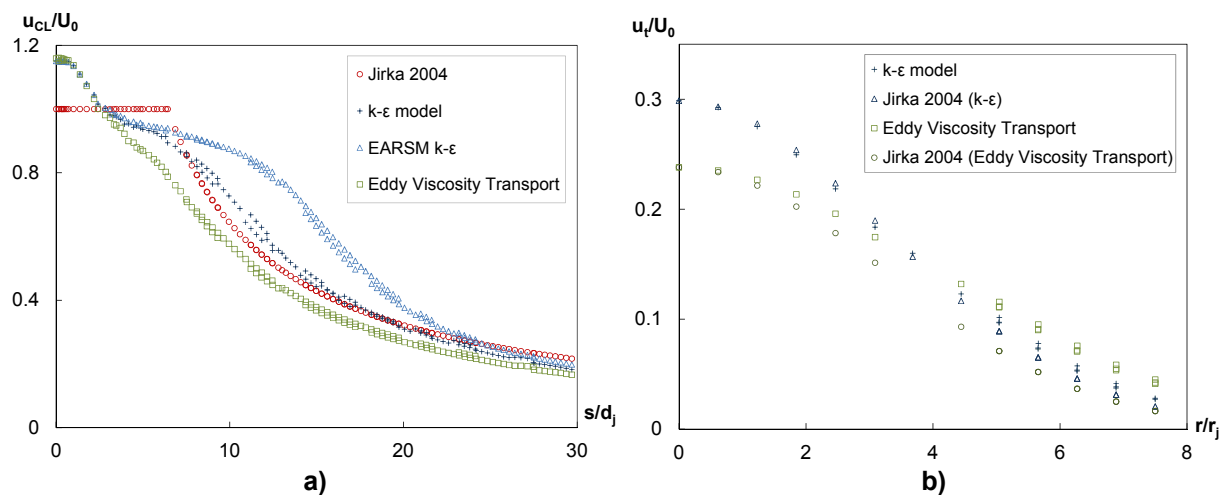 u_CL/U_0
1.2
0.8
0.4
0
0
10
20
30
s/d_j
Jirka 2004
k-ε model
EARSM k-ε
Eddy Viscosity Transport
a)
u_t/U_0
0.3
0.2
0.1
0
0
2
4
6
8
r/r_j
k-ε model
Jirka 2004 (k-ε)
Eddy Viscosity Transport
Jirka 2004 (Eddy Viscosity Transport)
b)